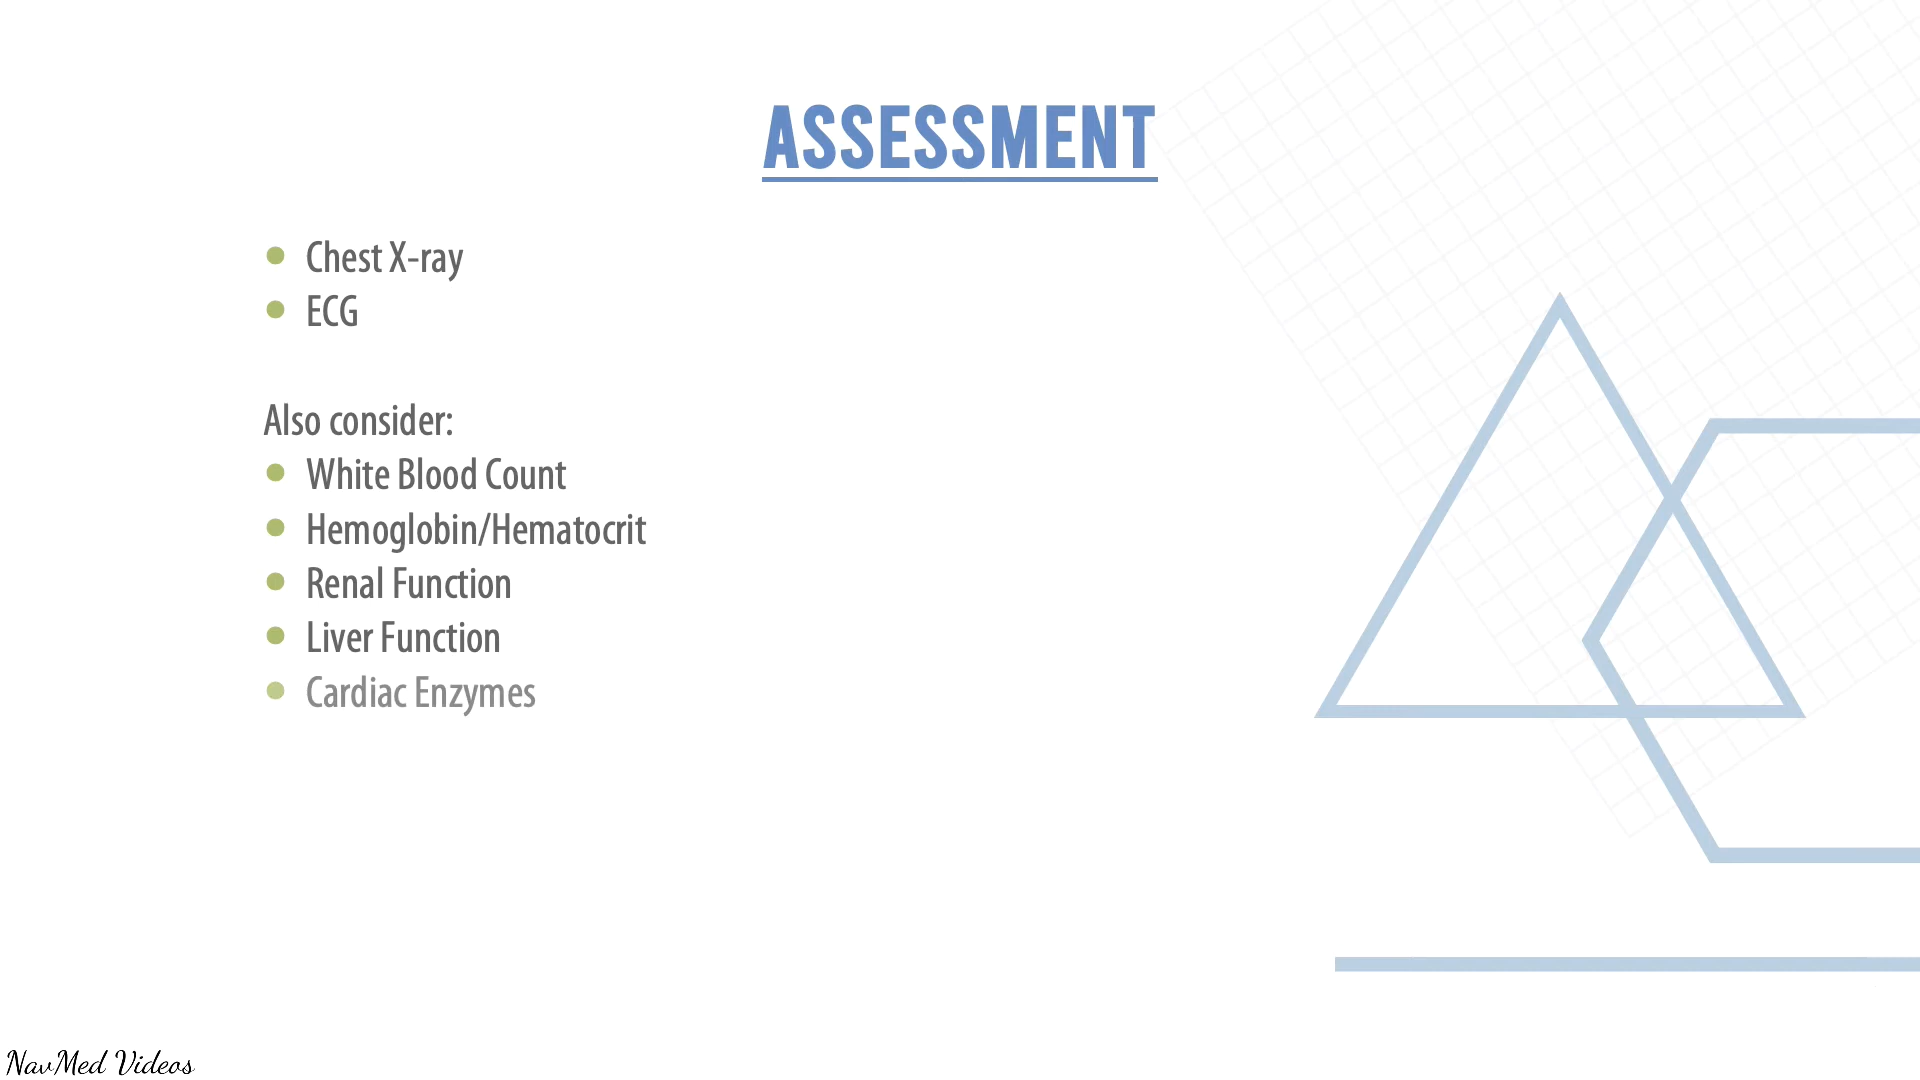 ASSESSMENT
Chest X-ray
ECG
Also consider:
White Blood Count
Hemoglobin/Hematocrit
Renal Function
Liver Function
Cardiac Enzymes
NavMed Videos